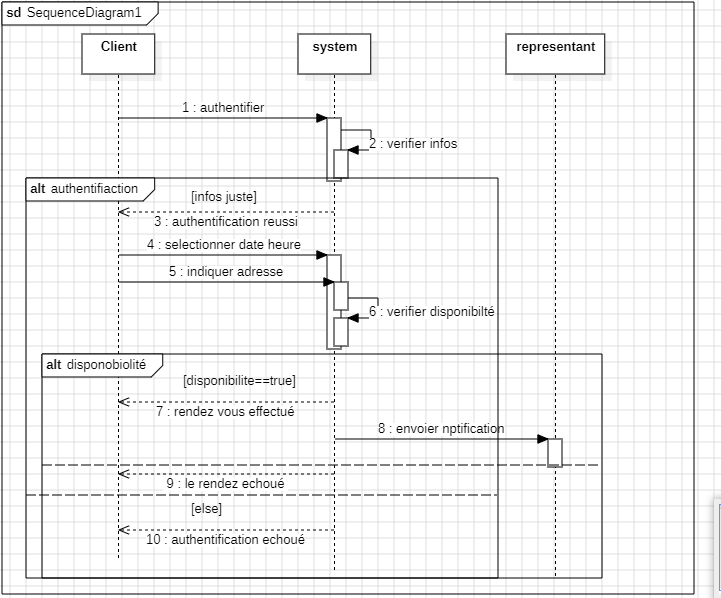 sd SequenceDiagram1
Client
system
representant
1 : authentifier
2 : verifier infos
alt authentifiaction
[infos juste]
3 : authentification reussi
4 : selectionner date heure
5 : indiquer adresse
6 : verifier disponibilté
alt disponobiolité
[disponibilite==true]
7 : rendez vous effectué
8 : envoier nptification
9 : le rendez echoué
[else]
10 : authentification echoué